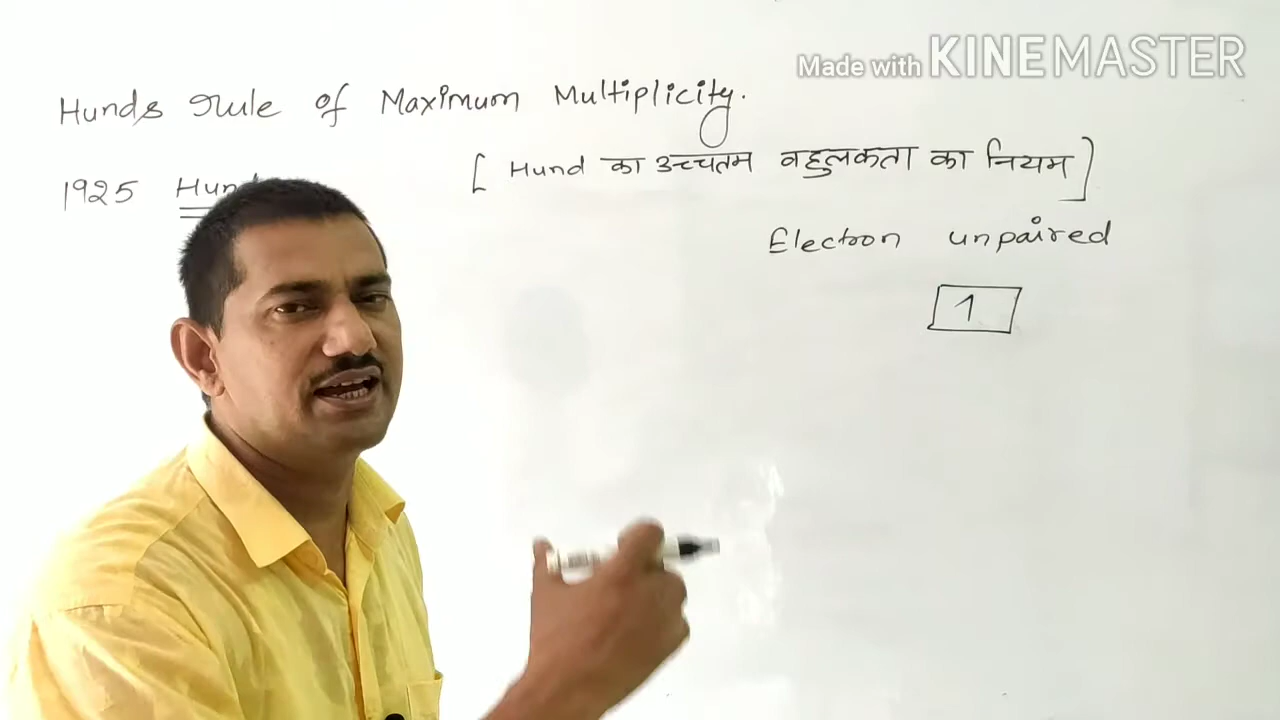 Made with KINEMASTER
Hunds rule of Maximum Multiplicity.
[ Hund का उच्चतम बहुलकता का नियम ]
1925
Electron unpaired
1